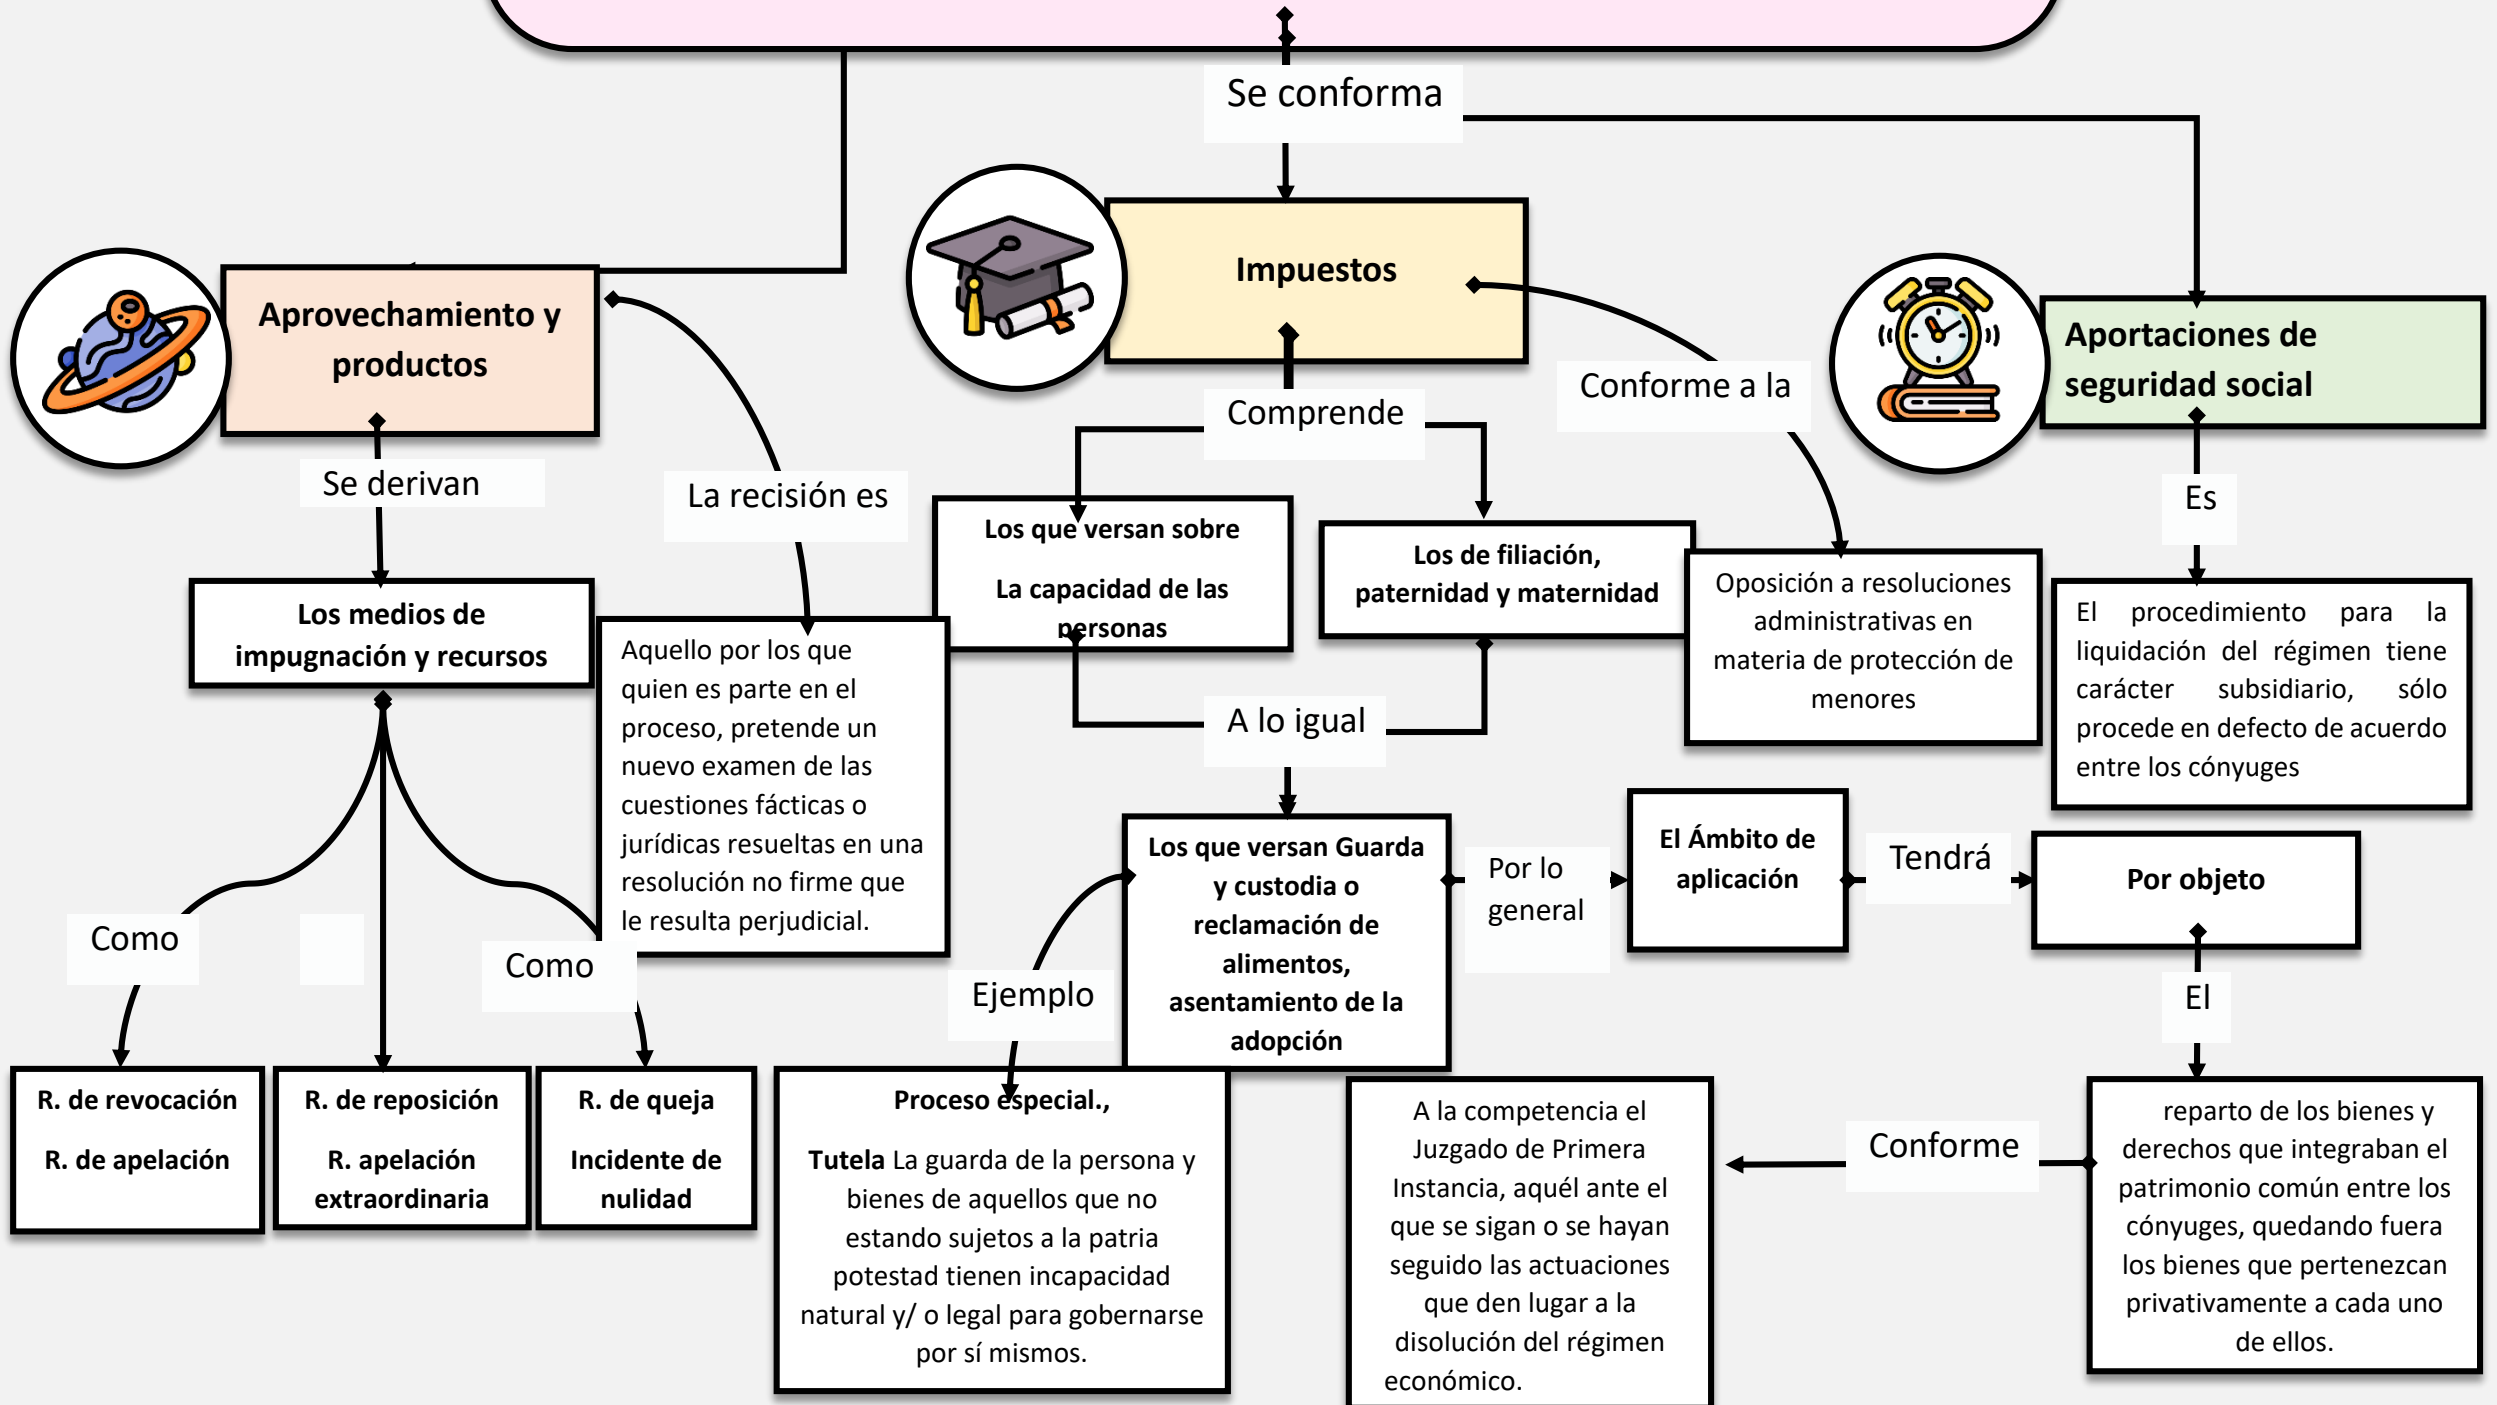 Se conforma
Impuestos
Aprovechamiento y
productos
Aportaciones de
seguridad social
Conforme a la
Comprende
Se derivan
La recisión es
Es
Los que versan sobre
La capacidad de las
personas
Los de filiación,
paternidad y maternidad
Oposición a resoluciones
administrativas en
materia de protección de
menores
El procedimiento para la
liquidación del régimen tiene
carácter subsidiario, sólo
procede en defecto de acuerdo
entre los cónyuges
Los medios de
impugnación y recursos
Aquello por los que
quien es parte en el
proceso, pretende un
nuevo examen de las
cuestiones fácticas o
jurídicas resueltas en una
resolución no firme que
le resulta perjudicial.
A lo igual
Los que versan Guarda
y custodia o
reclamación de
alimentos,
asentamiento de la
adopción
Por lo
general
El Ámbito de
aplicación
Tendrá
Por objeto
Como
Como
Ejemplo
El
R. de revocación
R. de apelación
R. de reposición
R. apelación
extraordinaria
R. de queja
Incidente de
nulidad
Proceso especial.,
Tutela La guarda de la persona y
bienes de aquellos que no
estando sujetos a la patria
potestad tienen incapacidad
natural y/ o legal para gobernarse
por sí mismos.
A la competencia el
Juzgado de Primera
Instancia, aquél ante el
que se sigan o se hayan
seguido las actuaciones
que den lugar a la
disolución del régimen
económico.
Conforme
reparto de los bienes y
derechos que integraban el
patrimonio común entre los
cónyuges, quedando fuera
los bienes que pertenezcan
privativamente a cada uno
de ellos.